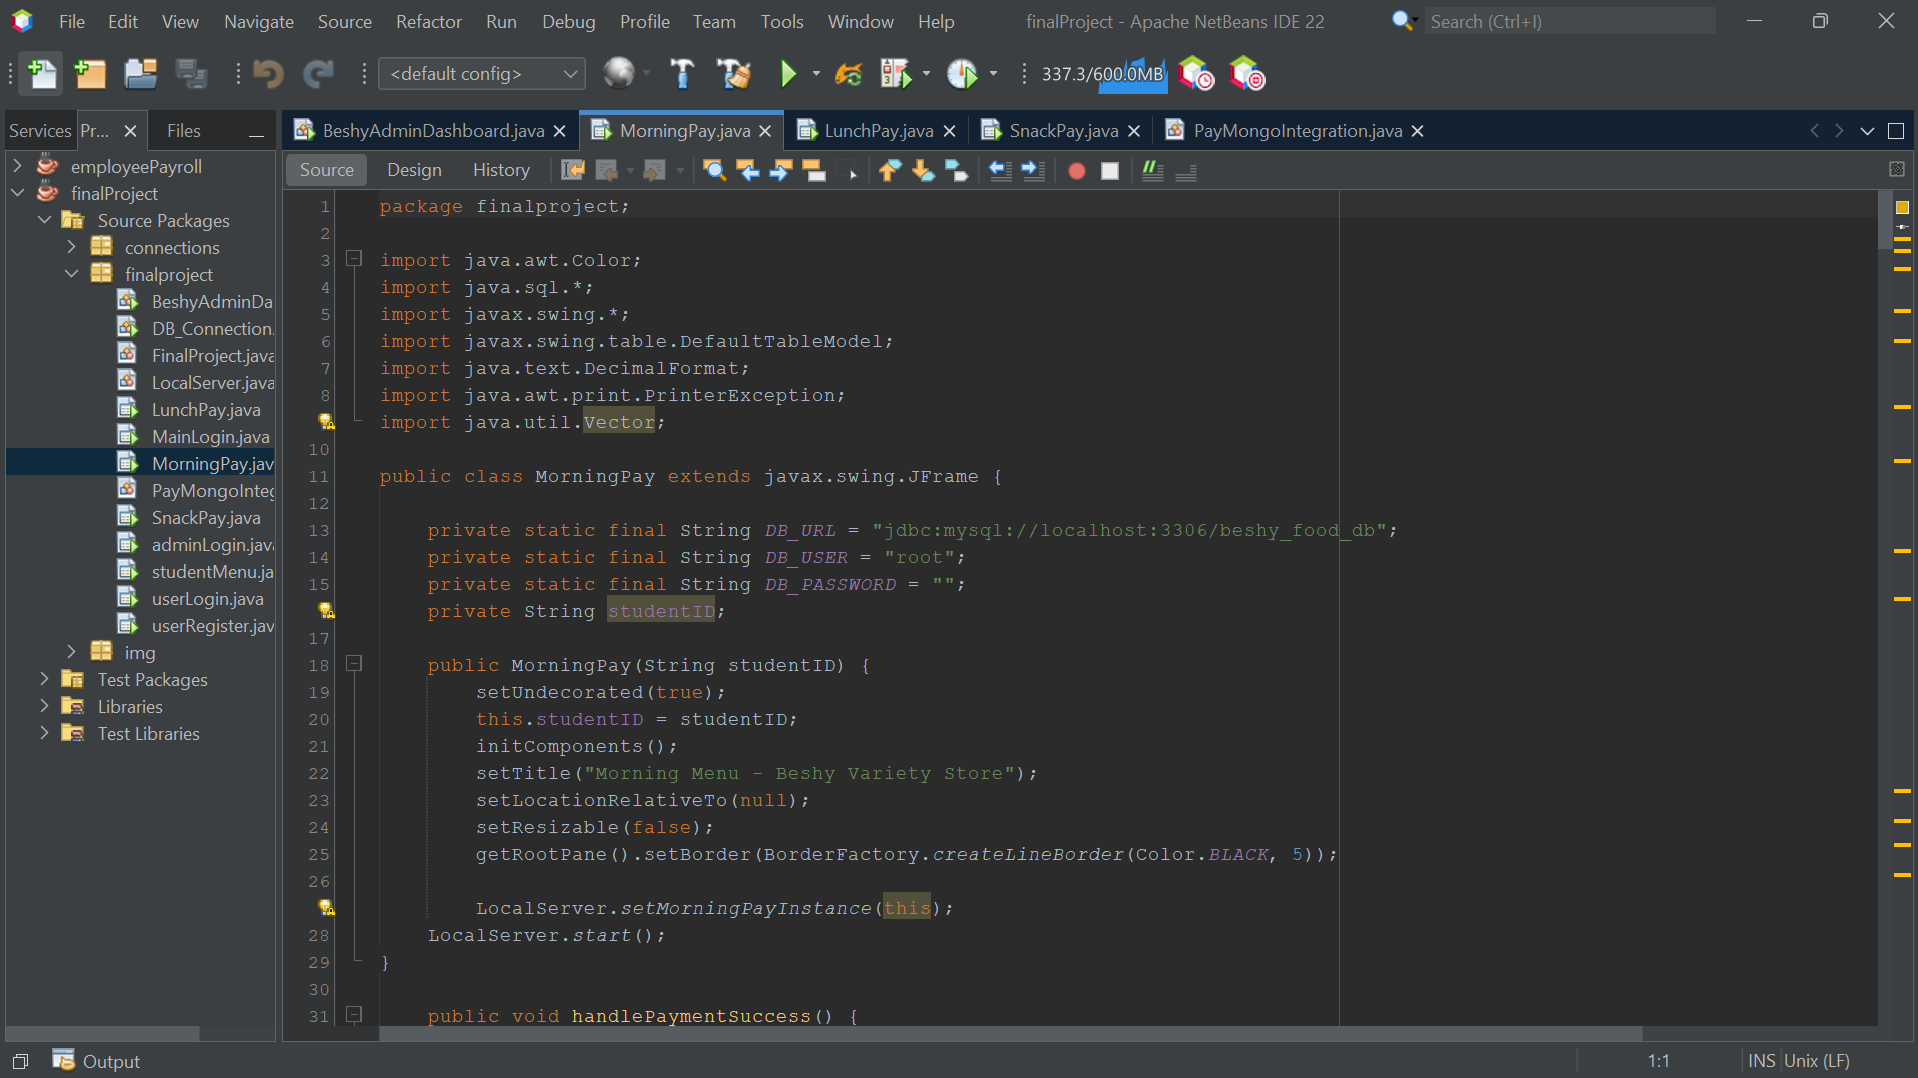 File Edit View Navigate Source Refactor Run Debug Profile Team Tools Window Help finalProject - Apache NetBeans IDE 22 Search (Ctrl+I)
<default config> 337.3/600.0MB
Services Pr... Files
BeshyAdminDashboard.java MorningPay.java LunchPay.java SnackPay.java PayMongoIntegration.java
Source Design History
employeePayroll
finalProject
Source Packages
connections
finalproject
BeshyAdminDa
DB_Connection.
FinalProject.java
LocalServer.java
LunchPay.java
MainLogin.java
MorningPay.jav
PayMongoInteg
SnackPay.java
adminLogin.java
studentMenu.ja
userLogin.java
userRegister.jav
img
Test Packages
Libraries
Test Libraries
1 package finalproject;
2
3 import java.awt.Color;
4 import java.sql.*;
5 import javax.swing.*;
6 import javax.swing.table.DefaultTableModel;
7 import java.text.DecimalFormat;
8 import java.awt.print.PrinterException;
import java.util.Vector;
10
11 public class MorningPay extends javax.swing.JFrame {
12
13 private static final String DB_URL = "jdbc:mysql://localhost:3306/beshy_food_db";
14 private static final String DB_USER = "root";
15 private static final String DB_PASSWORD = "";
private String studentID;
17
18 public MorningPay(String studentID) {
19 setUndecorated(true);
20 this.studentID = studentID;
21 initComponents();
22 setTitle("Morning Menu - Beshy Variety Store");
23 setLocationRelativeTo(null);
24 setResizable(false);
25 getRootPane().setBorder(BorderFactory.createLineBorder(Color.BLACK, 5));
26
LocalServer.setMorningPayInstance(this);
28 LocalServer.start();
29 }
30
31 public void handlePaymentSuccess() {
Output
1:1 INS Unix (LF)